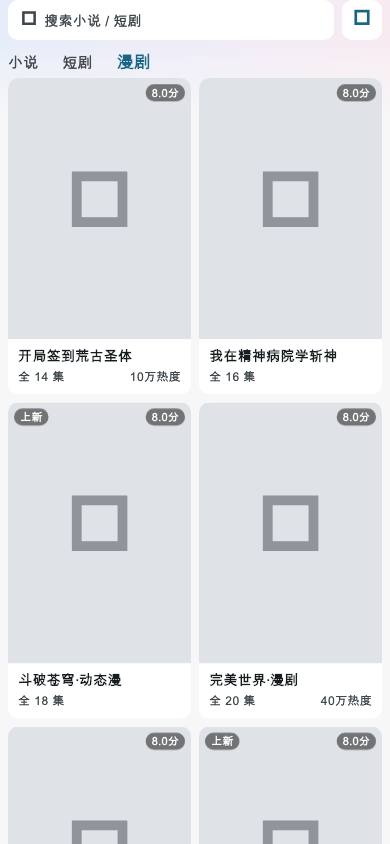 搜索小说 / 短剧
小说 短剧 漫剧
8.0分
8.0分
开局签到荒古圣体
全 14 集 10万热度
我在精神病院学斩神
全 16 集
上新 8.0分
8.0分
斗破苍穹·动态漫
全 18 集
完美世界·漫剧
全 20 集 40万热度
8.0分
上新 8.0分